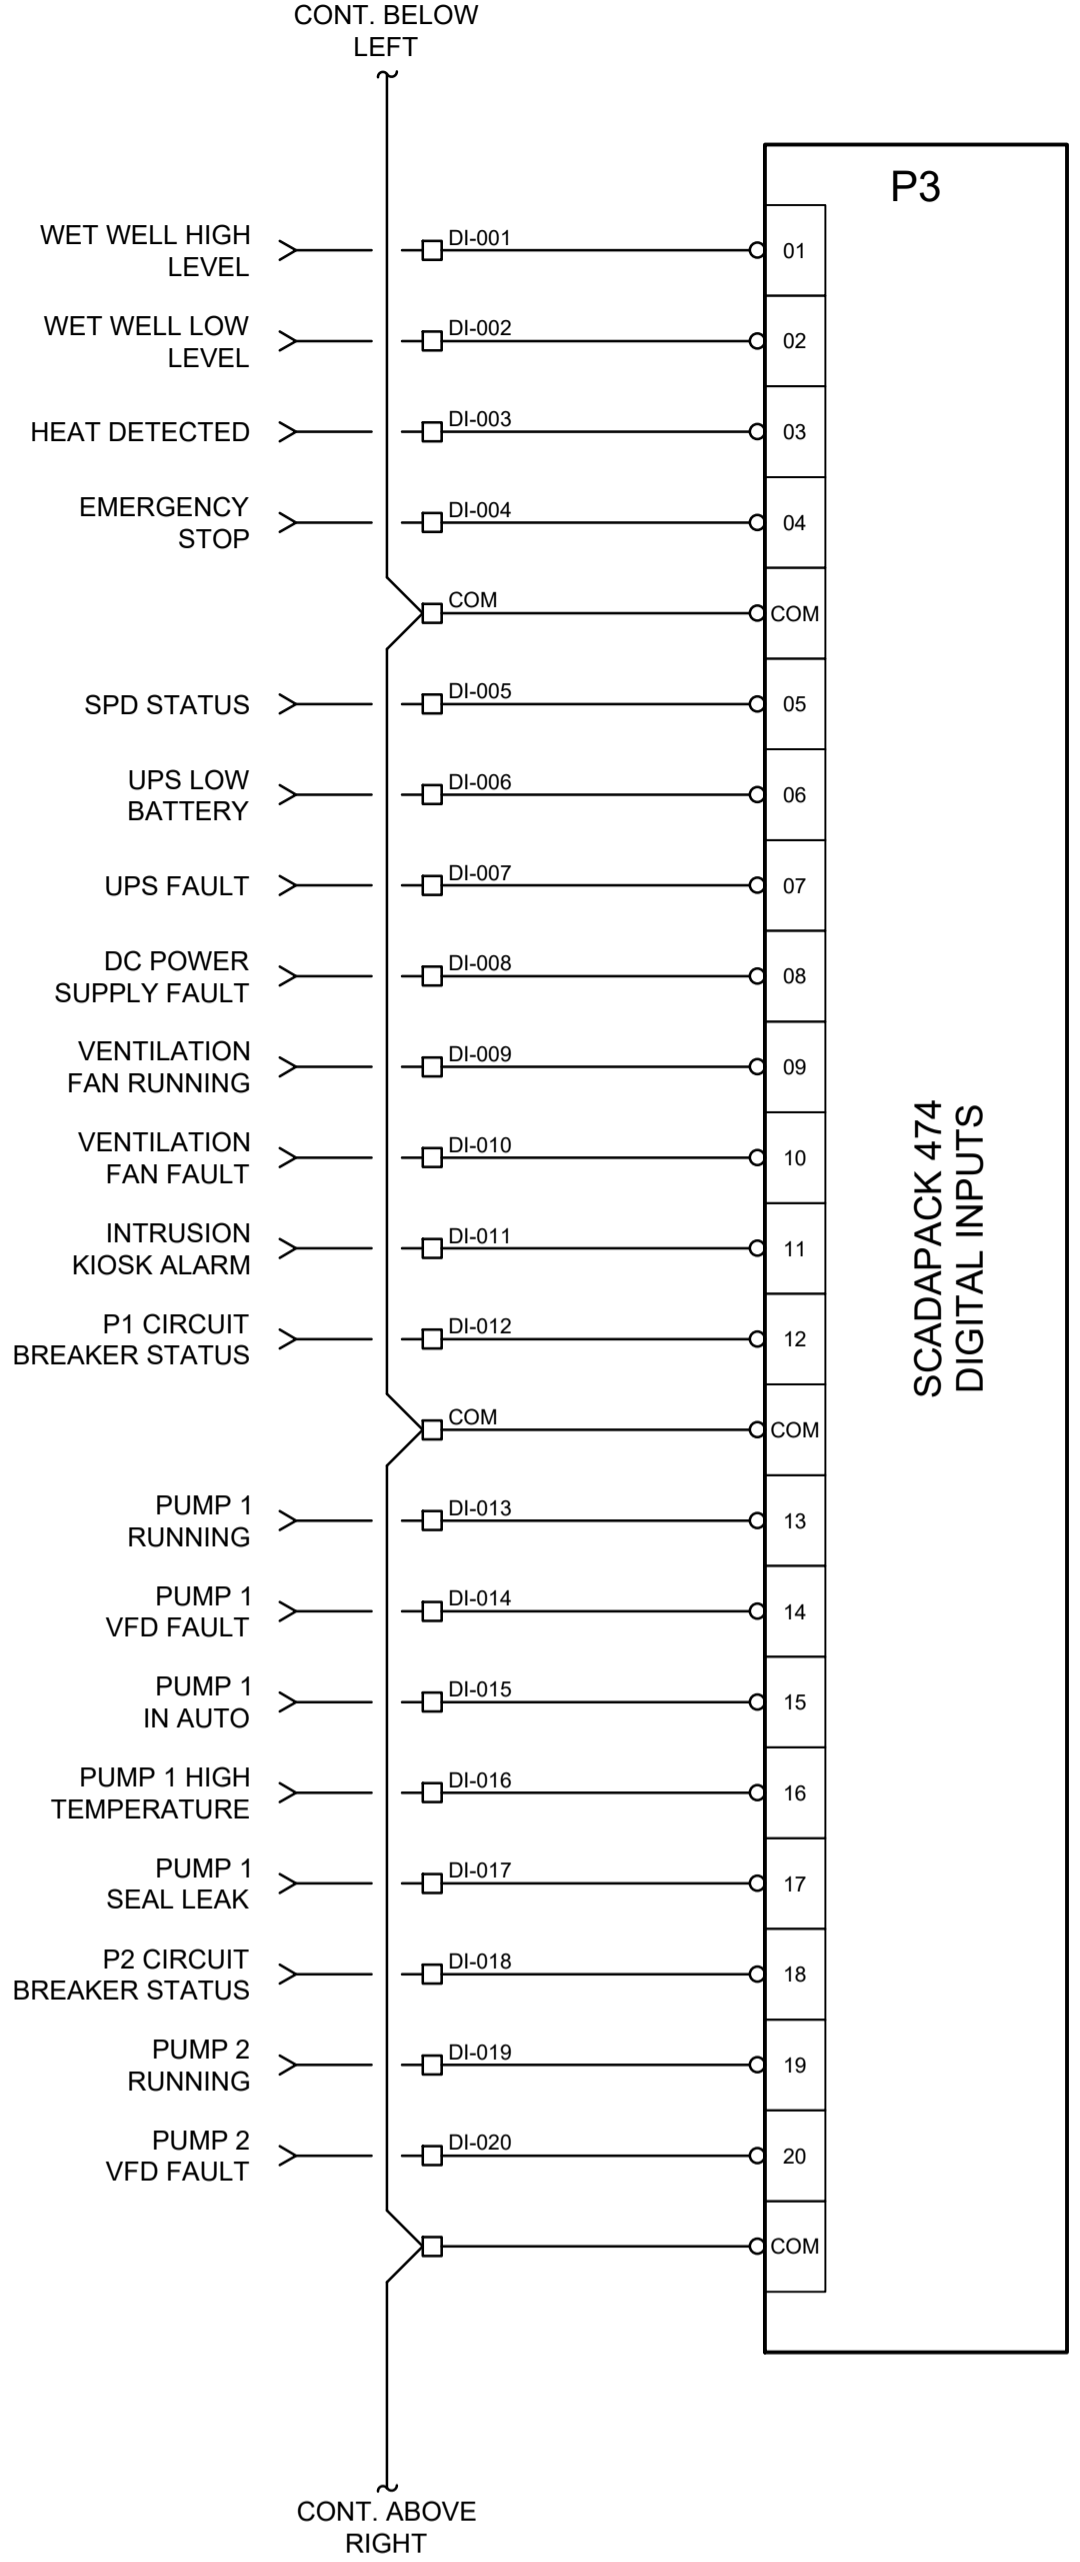 CONT. BELOW
LEFT
P3
WET WELL HIGH
LEVEL
DI-001
01
WET WELL LOW
LEVEL
DI-002
02
HEAT DETECTED
DI-003
03
EMERGENCY
STOP
DI-004
04
COM
COM
SPD STATUS
DI-005
05
UPS LOW
BATTERY
DI-006
06
UPS FAULT
DI-007
07
DC POWER
SUPPLY FAULT
DI-008
08
VENTILATION
FAN RUNNING
DI-009
09
VENTILATION
FAN FAULT
DI-010
10
INTRUSION
KIOSK ALARM
DI-011
11
P1 CIRCUIT
BREAKER STATUS
DI-012
12
COM
COM
PUMP 1
RUNNING
DI-013
13
PUMP 1
VFD FAULT
DI-014
14
PUMP 1
IN AUTO
DI-015
15
PUMP 1 HIGH
TEMPERATURE
DI-016
16
PUMP 1
SEAL LEAK
DI-017
17
P2 CIRCUIT
BREAKER STATUS
DI-018
18
PUMP 2
RUNNING
DI-019
19
PUMP 2
VFD FAULT
DI-020
20
COM
SCADAPACK 474
DIGITAL INPUTS
CONT. ABOVE
RIGHT